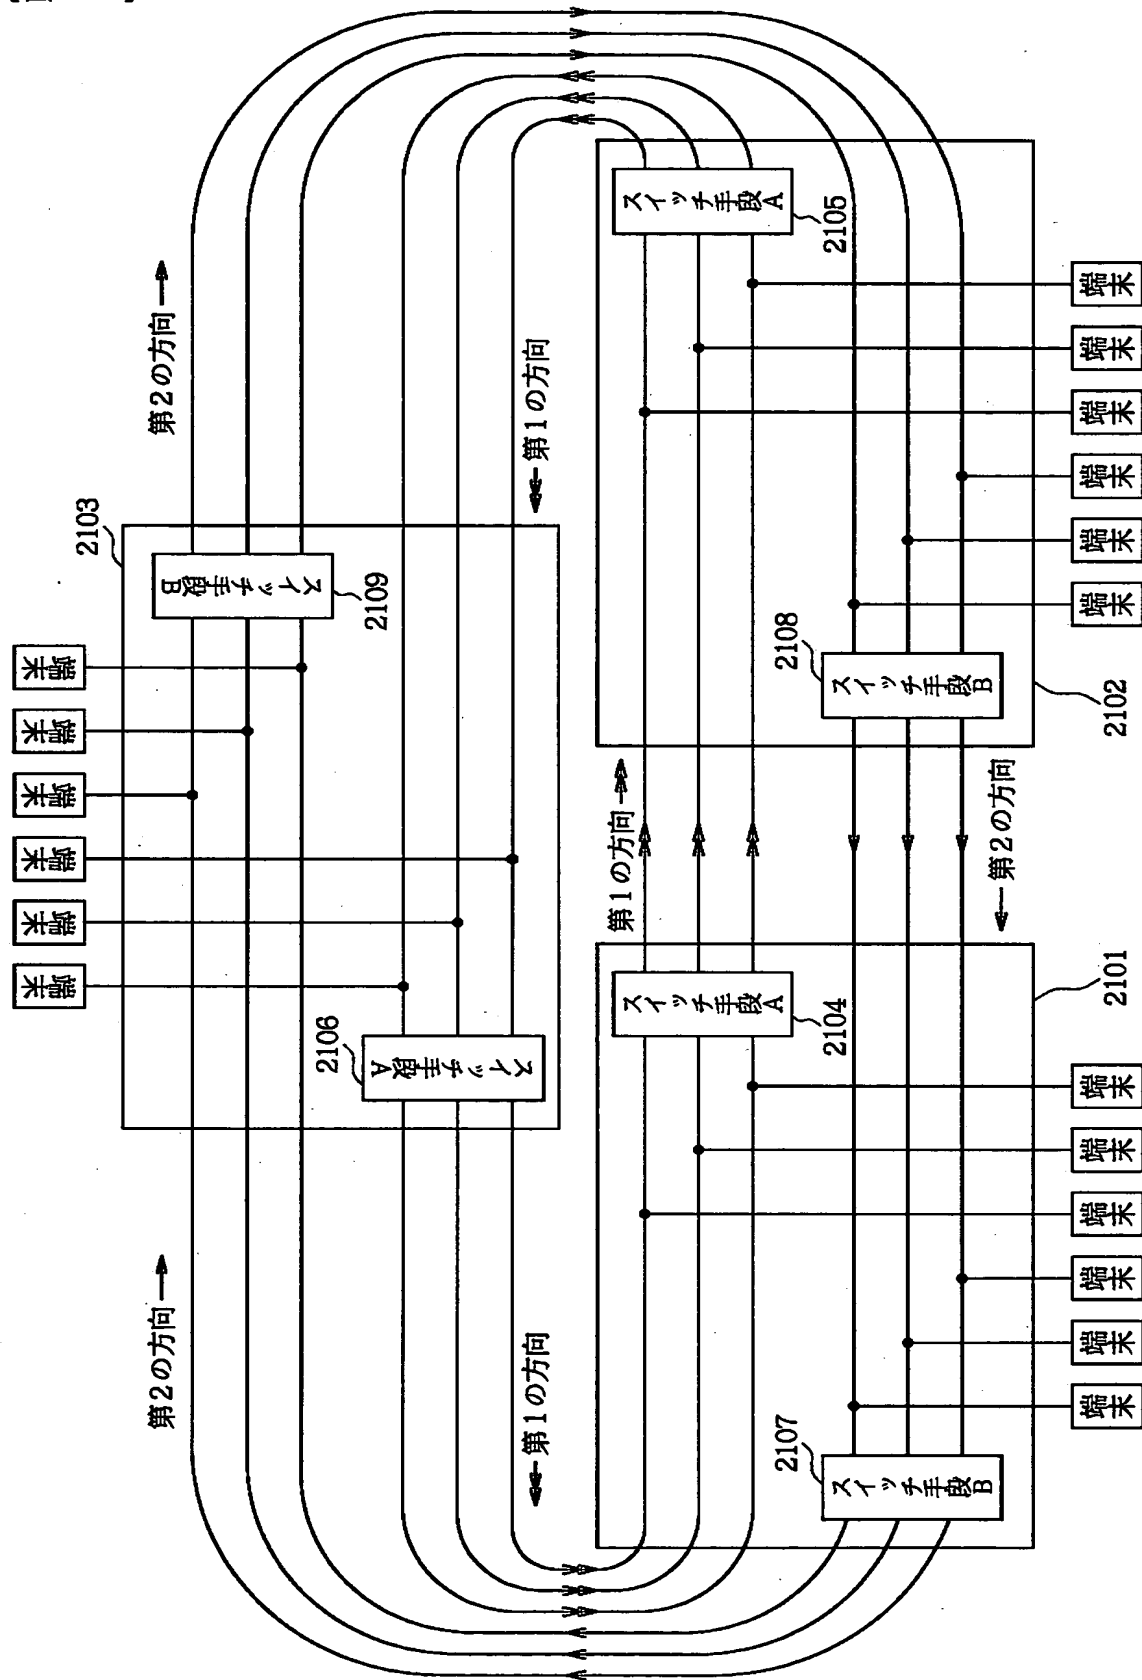 第2の方向
2103
スイッチ手段B
2109
第1の方向
端末
端末
端末
端末
端末
端末
2106
スイッチ手段A
第2の方向
第1の方向
スイッチ手段A
2105
端末
端末
端末
端末
端末
端末
2108
スイッチ手段B
2102
第1の方向
第2の方向
スイッチ手段A
2104
2101
端末
端末
端末
端末
端末
端末
2107
スイッチ手段B